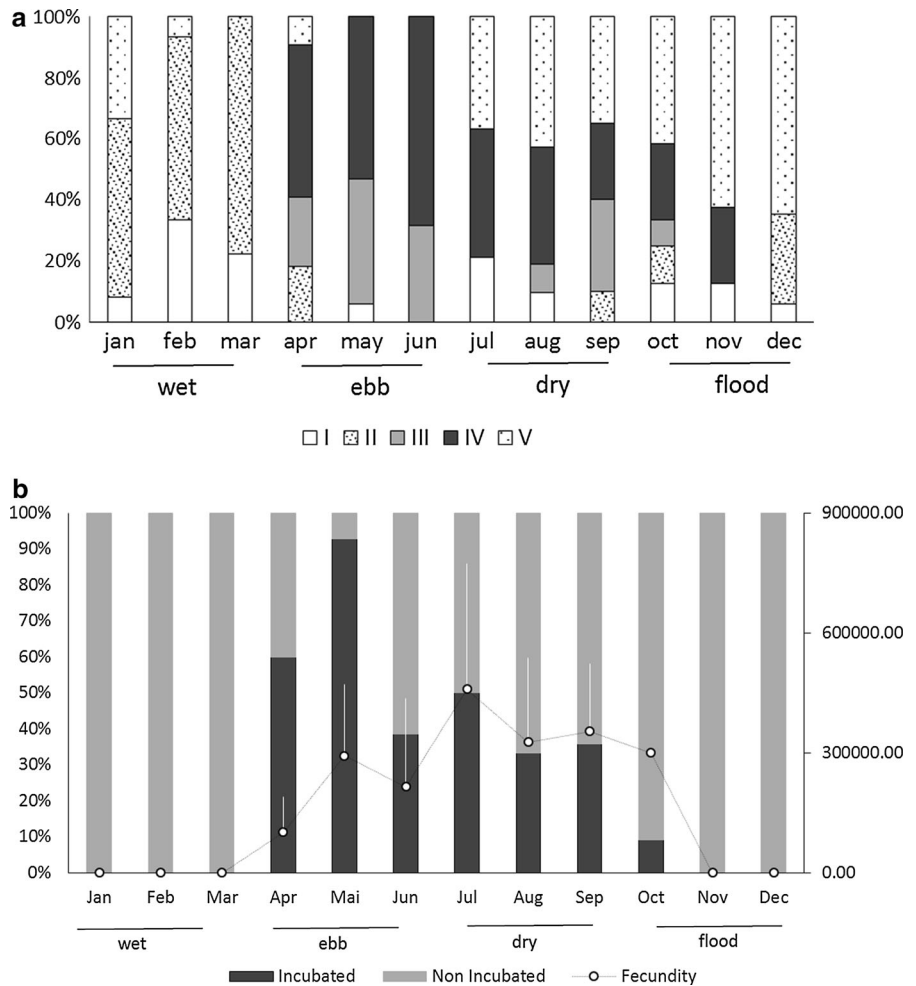 a
100%
80%
60%
40%
20%
0%
jan feb mar apr may jun jul aug sep oct nov dec
wet ebb dry flood
I II III IV V
b
100% 900000.00
90%
80%
70%
60% 600000.00
50%
40%
30% 300000.00
20%
10%
0% 0.00
Jan Feb Mar Apr Mai Jun Jul Aug Sep Oct Nov Dec
wet ebb dry flood
Incubated Non Incubated Fecundity